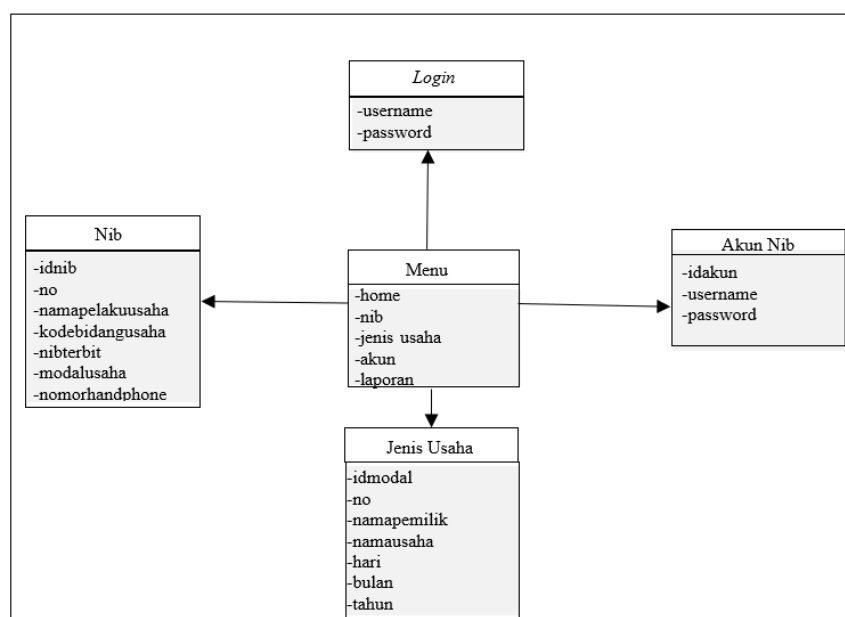 Login
-username
-password
Nib
-idnib
-no
-namapelakuusaha
-kodebidangusaha
-nibterbit
-modalusaha
-nomorhandphone
Menu
-home
-nib
-jenis usaha
-akun
-laporan
Akun Nib
-idakun
-username
-password
Jenis Usaha
-idmodal
-no
-namapemilik
-namausaha
-hari
-bulan
-tahun